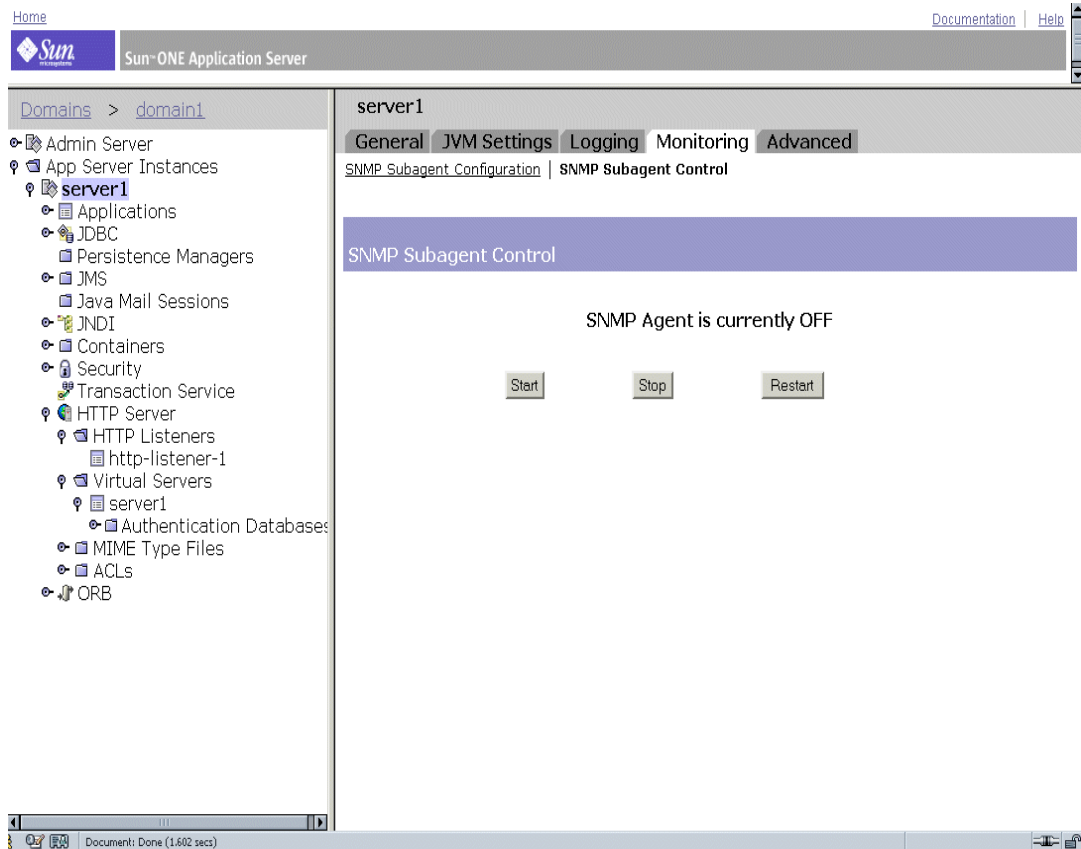 Home
Documentation | Help
Sun
microsystems
Sun™ ONE Application Server
Domains > domain1
Admin Server
App Server Instances
server1
Applications
JDBC
Persistence Managers
JMS
Java Mail Sessions
JNDI
Containers
Security
Transaction Service
HTTP Server
HTTP Listeners
http-listener-1
Virtual Servers
server1
Authentication Databases
MIME Type Files
ACLs
ORB
server1
General JVM Settings Logging Monitoring Advanced
SNMP Subagent Configuration | SNMP Subagent Control
SNMP Subagent Control
SNMP Agent is currently OFF
Start Stop Restart
Document: Done (1.602 secs)